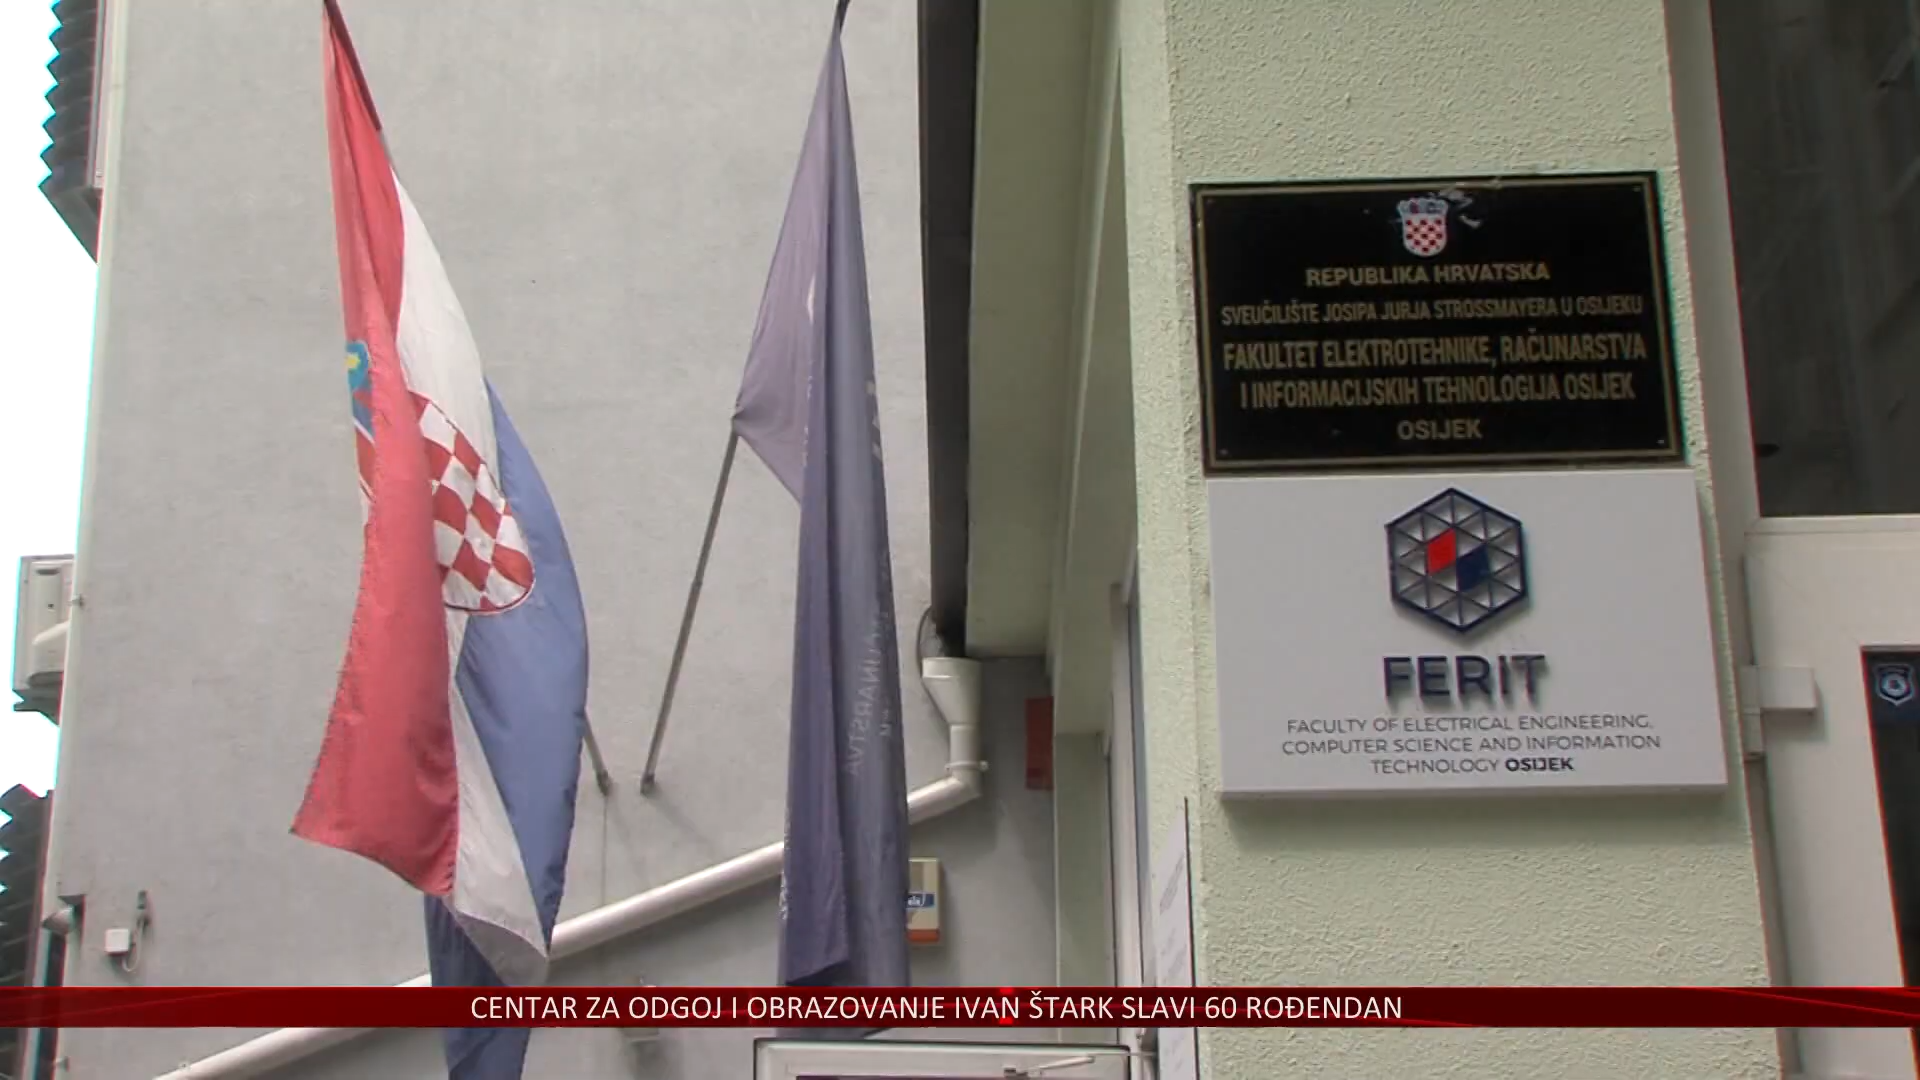 REPUBLIKA HRVATSKA
SVEUČILIŠTE JOSIPA JURJA STROSSMAYERA U OSIJEKU
FAKULTET ELEKTROTEHNIKE, RAČUNARSTVA
I INFORMACIJSKIH TEHNOLOGIJA OSIJEK
OSIJEK
FERIT
FACULTY OF ELECTRICAL ENGINEERING,
COMPUTER SCIENCE AND INFORMATION
TECHNOLOGY OSIJEK
CENTAR ZA ODGOJ I OBRAZOVANJE IVAN ŠTARK SLAVI 60 ROĐENDAN